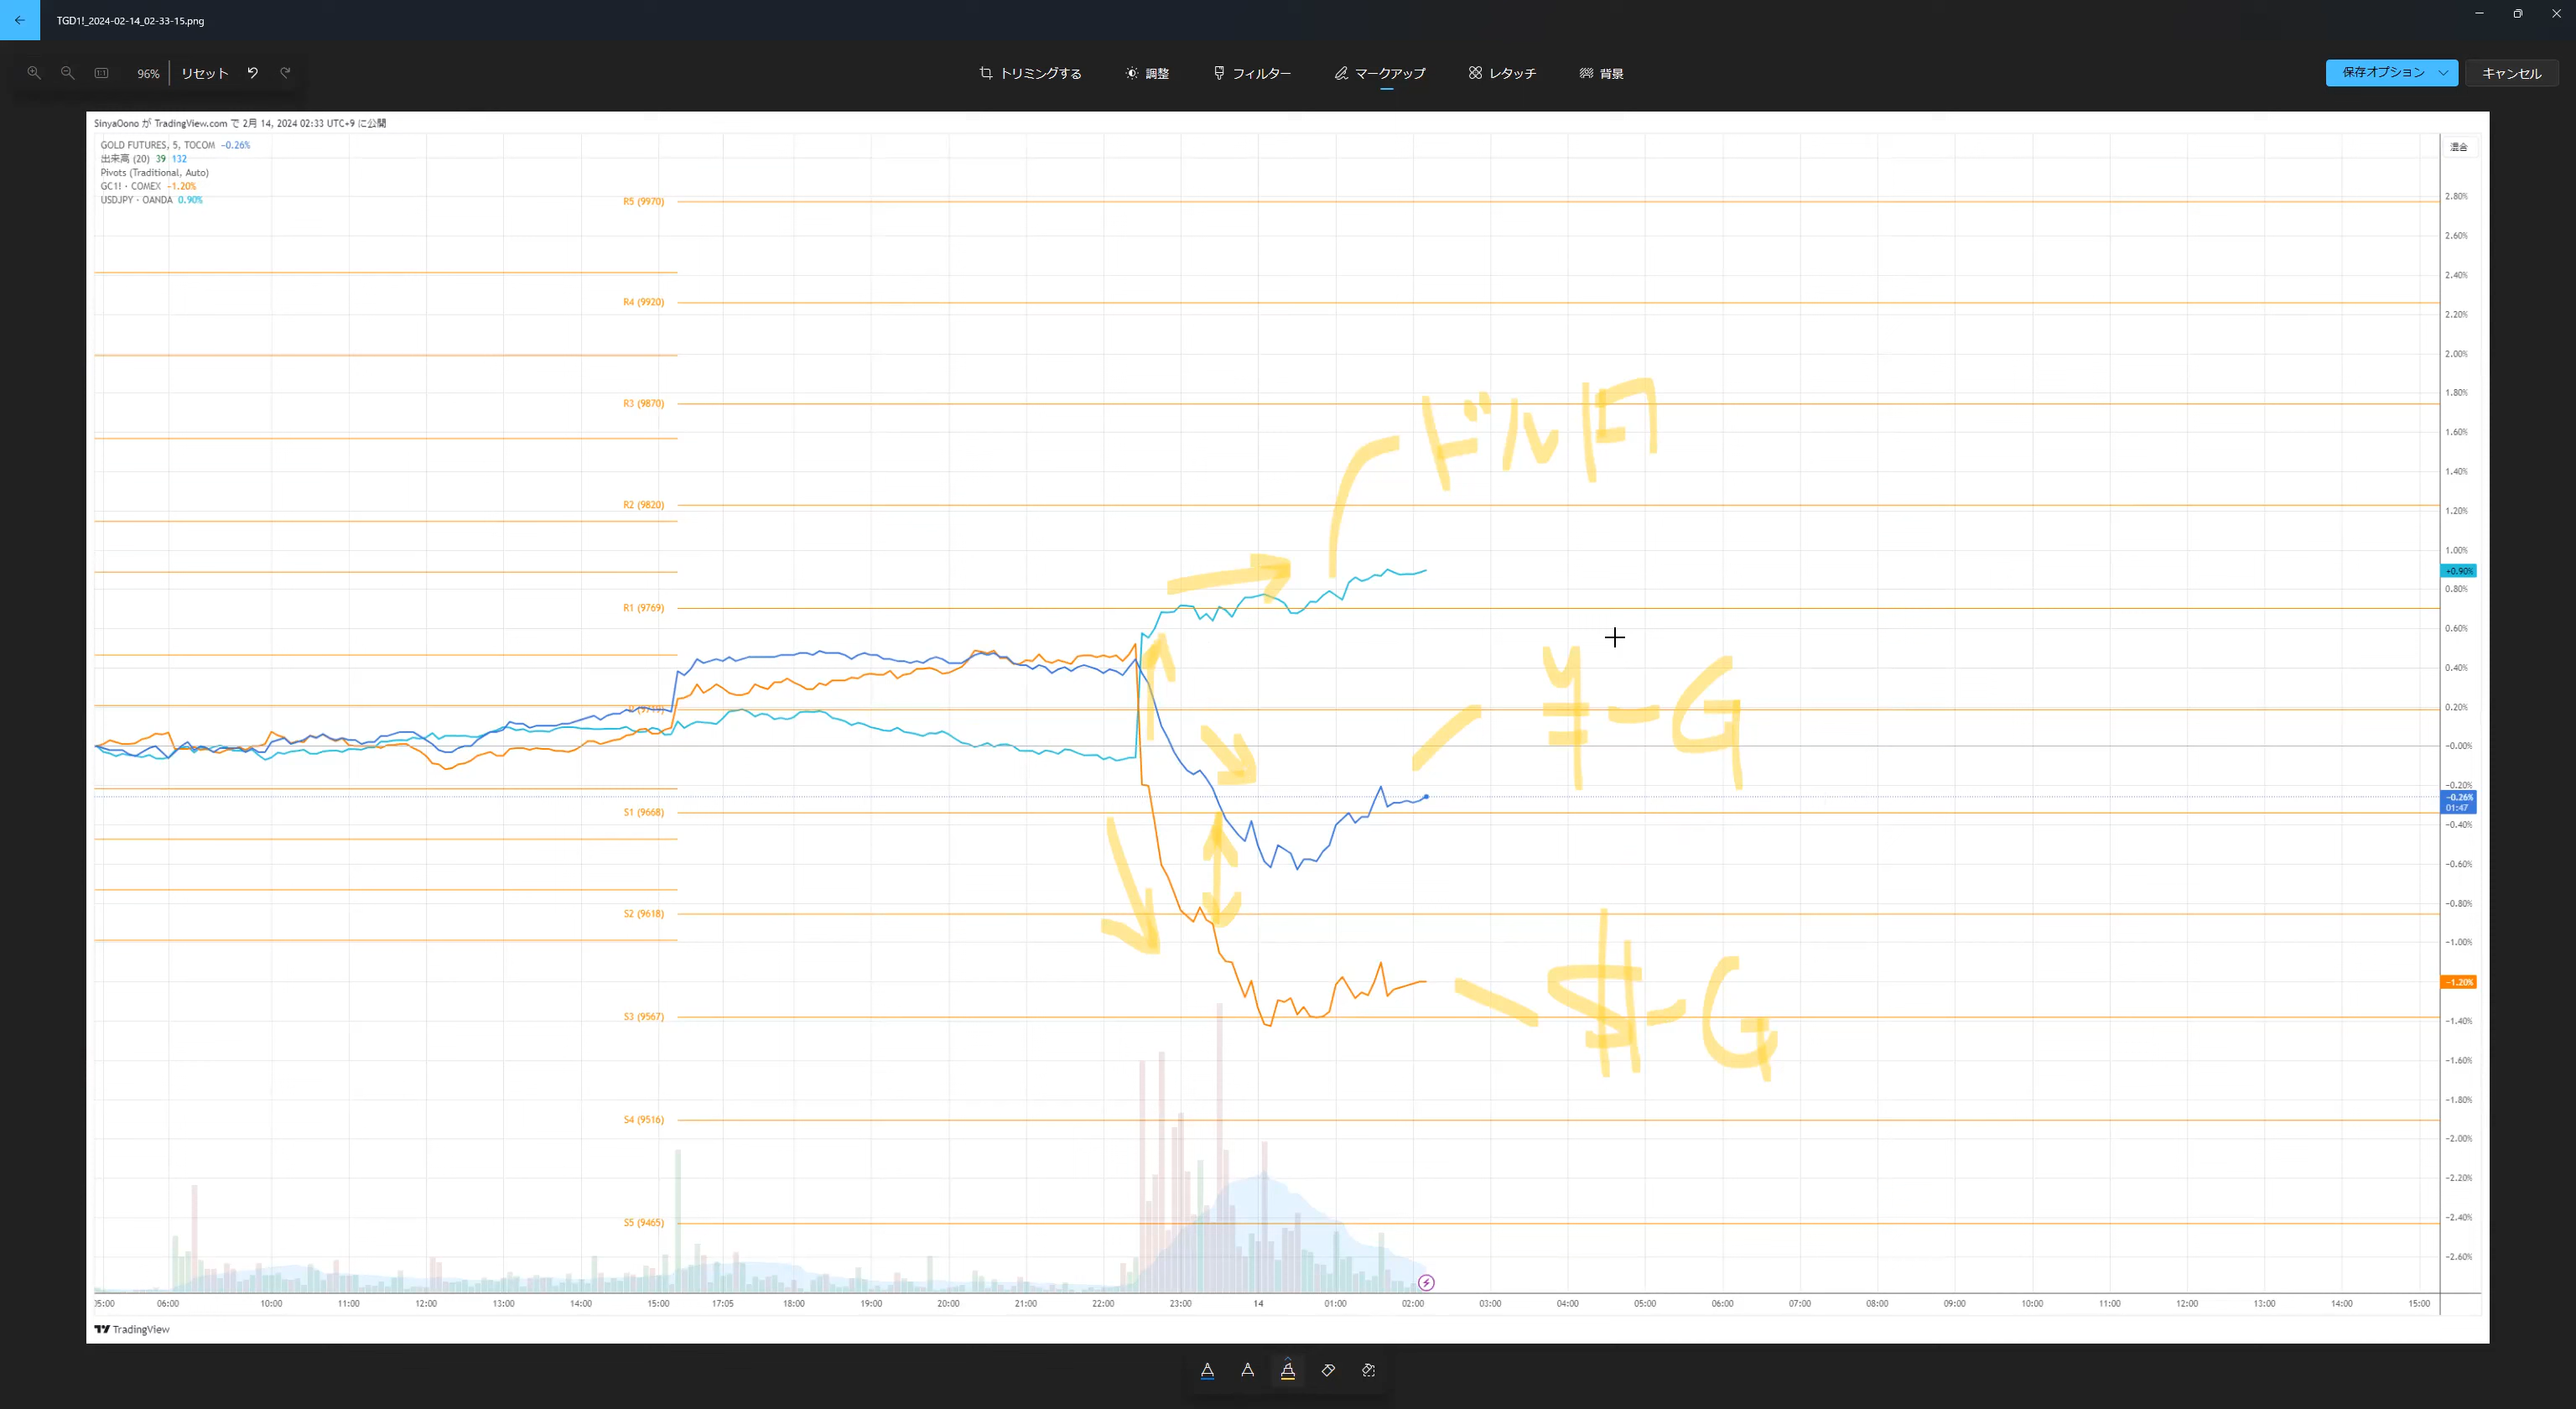 TGD1!_2024-02-14_02-33-15.png
96%
リセット
トリミングする
調整
フィルター
マークアップ
レタッチ
背景
保存オプション
キャンセル
SinyaOono が TradingView.com で 2月 14, 2024 02:33 UTC+9 に公開
GOLD FUTURES, 5, TOCOM -0.26%
出来高 (20) 39 132
Pivots (Traditional, Auto)
GC1! · COMEX -1.20%
USDJPY · OANDA 0.90%
混合
R5 (9970)
R4 (9920)
R3 (9870)
R2 (9820)
R1 (9769)
S1 (9668)
S2 (9618)
S3 (9567)
S4 (9516)
S5 (9465)
ドル円
¥-G
$-G
2.80%
2.60%
2.40%
2.20%
2.00%
1.80%
1.60%
1.40%
1.20%
1.00%
+0.90%
0.80%
0.60%
0.40%
0.20%
-0.00%
-0.20%
-0.26%
01:47
-0.40%
-0.60%
-0.80%
-1.00%
-1.20%
-1.40%
-1.60%
-1.80%
-2.00%
-2.20%
-2.40%
-2.60%
06:00 10:00 11:00 12:00 13:00 14:00 15:00 17:05 18:00 19:00 20:00 21:00 22:00 23:00 14 01:00 02:00 03:00 04:00 05:00 06:00 07:00 08:00 09:00 10:00 11:00 12:00 13:00 14:00 15:00
TradingView